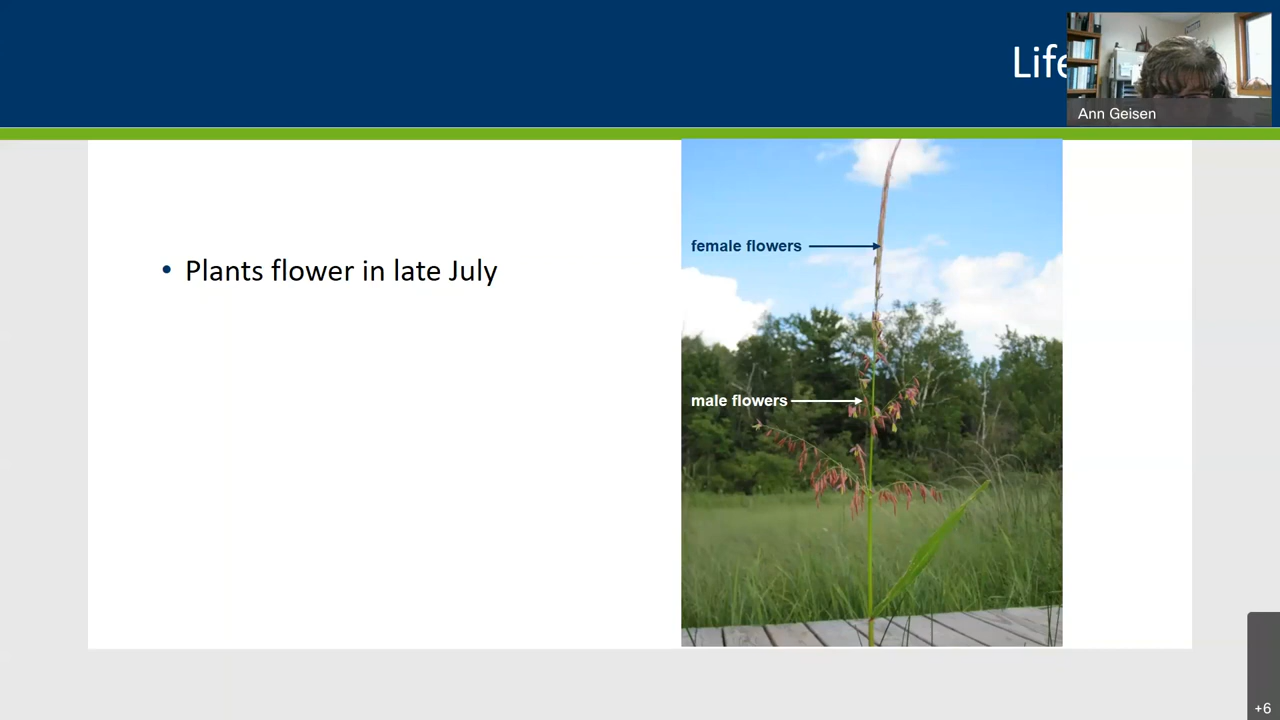 Life
Ann Geisen
female flowers
• Plants flower in late July
male flowers
+6